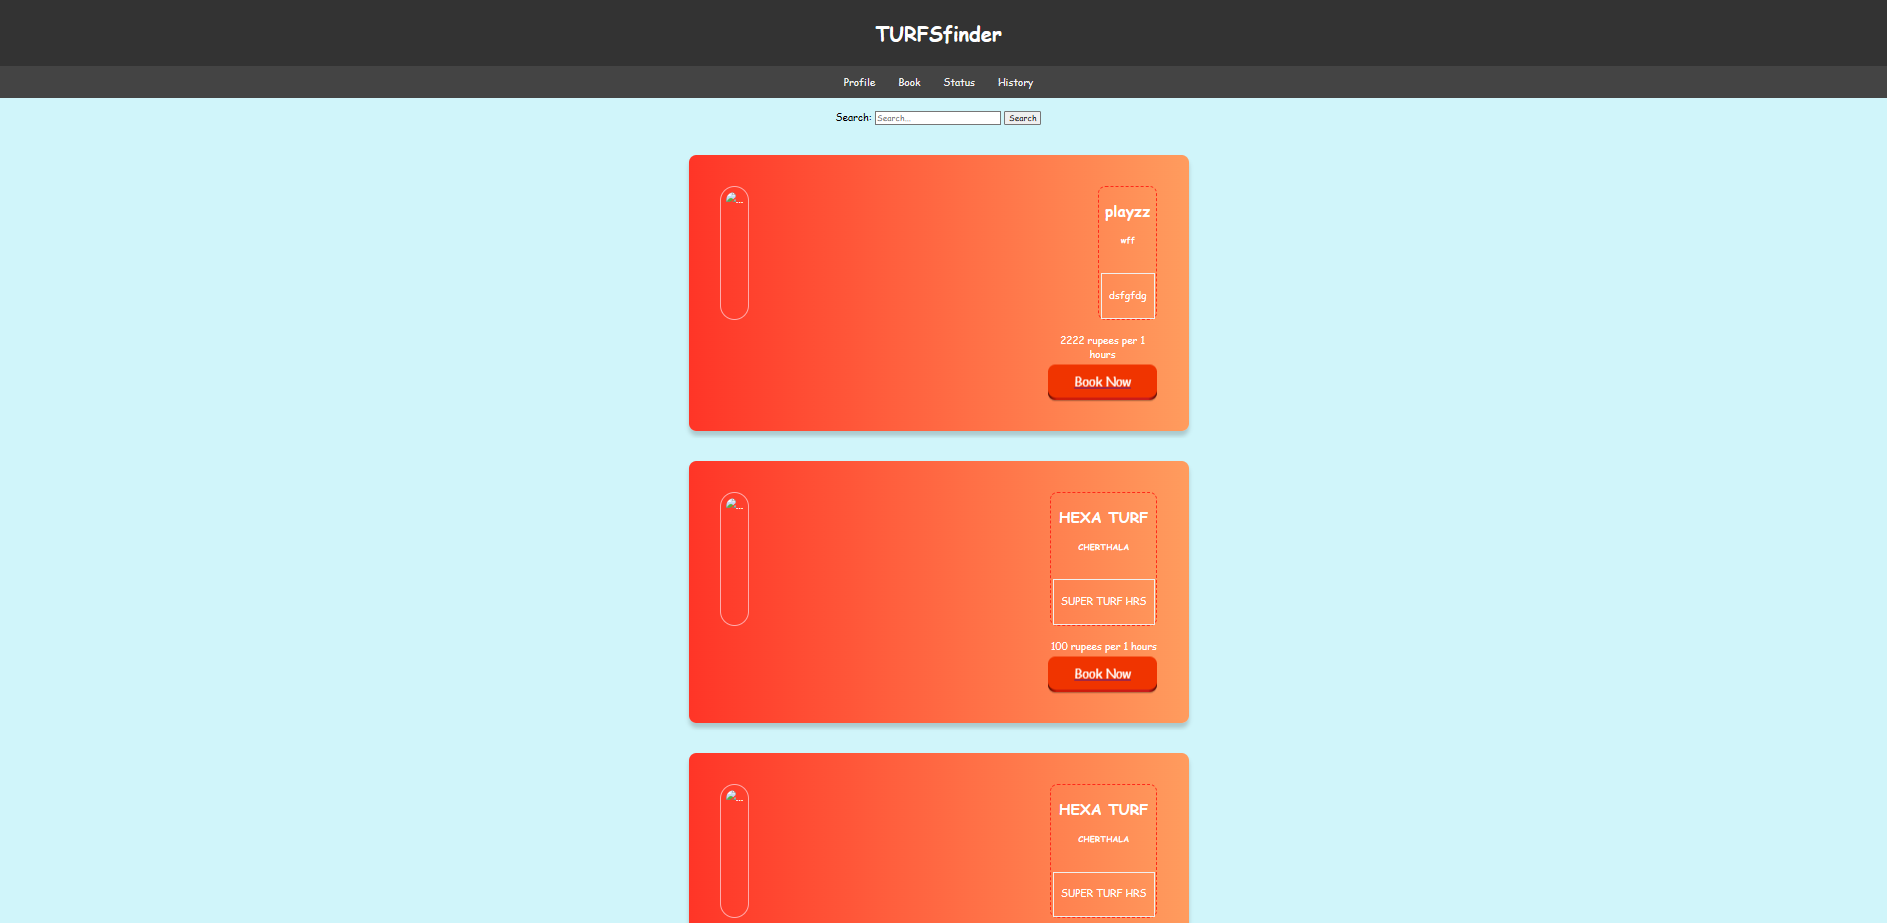 TURFSfinder
Profile Book Status History
Search: Search... Search
playzz
wff
dsfgfdg
2222 rupees per 1
hours
Book Now
HEXA TURF
CHERTHALA
SUPER TURF HRS
100 rupees per 1 hours
Book Now
HEXA TURF
CHERTHALA
SUPER TURF HRS